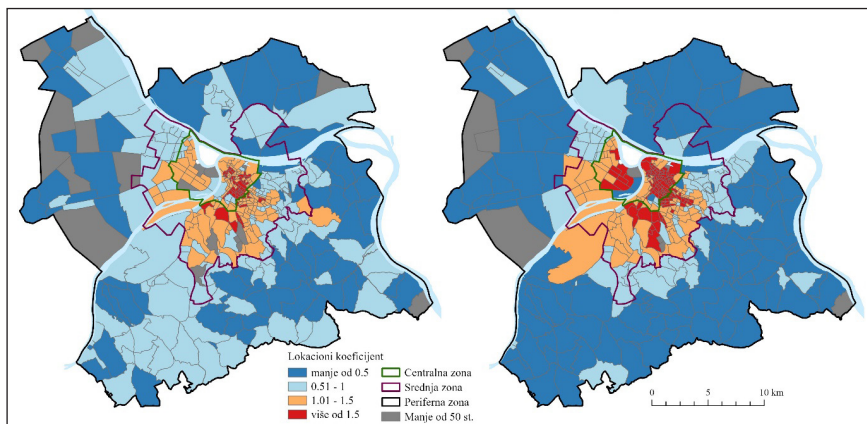 Lokacioni koeficijent
manje od 0.5
0.51 - 1
1.01 - 1.5
više od 1.5
Centralna zona
Srednja zona
Periferna zona
Manje od 50 st.
0 5 10 km